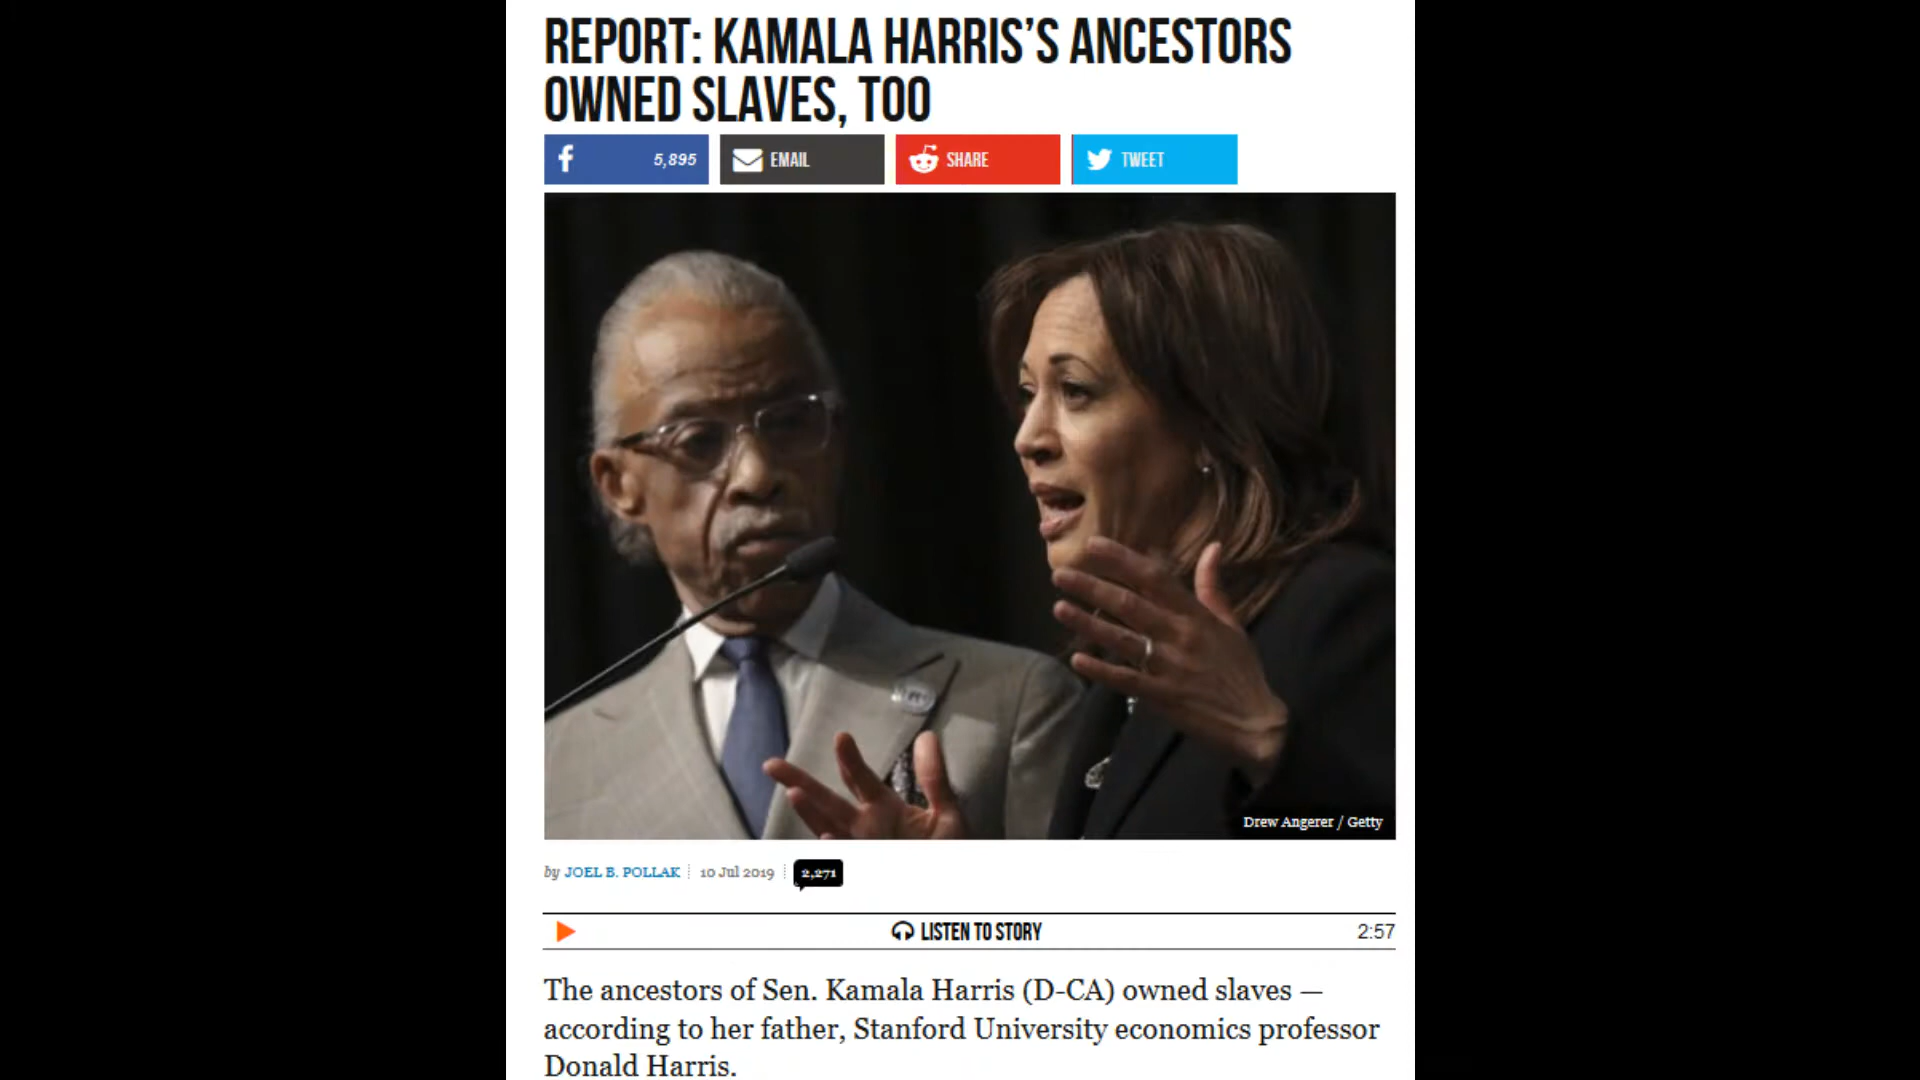 REPORT: KAMALA HARRIS’S ANCESTORS
OWNED SLAVES, TOO
f 5,895 EMAIL SHARE TWEET
Drew Angerer / Getty
by JOEL B. POLLAK 10 Jul 2019 2,271
LISTEN TO STORY 2:57
The ancestors of Sen. Kamala Harris (D-CA) owned slaves —
according to her father, Stanford University economics professor
Donald Harris.